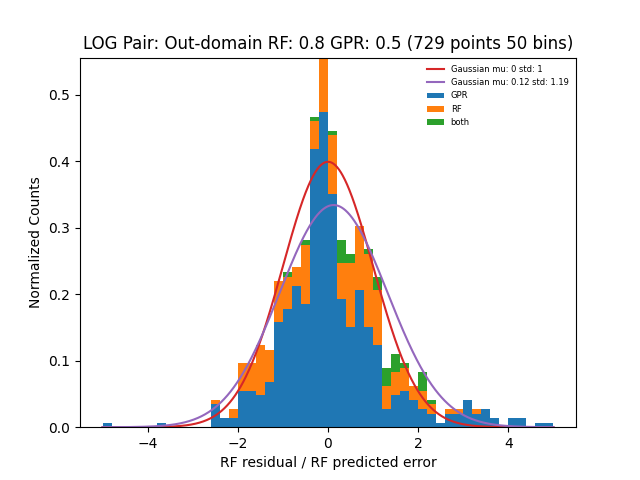 LOG Pair: Out-domain RF: 0.8 GPR: 0.5 (729 points 50 bins)
Gaussian mu: 0 std: 1
Gaussian mu: 0.12 std: 1.19
GPR
RF
both
Normalized Counts
0.5
0.4
0.3
0.2
0.1
0.0
−4 −2 0 2 4
RF residual / RF predicted error